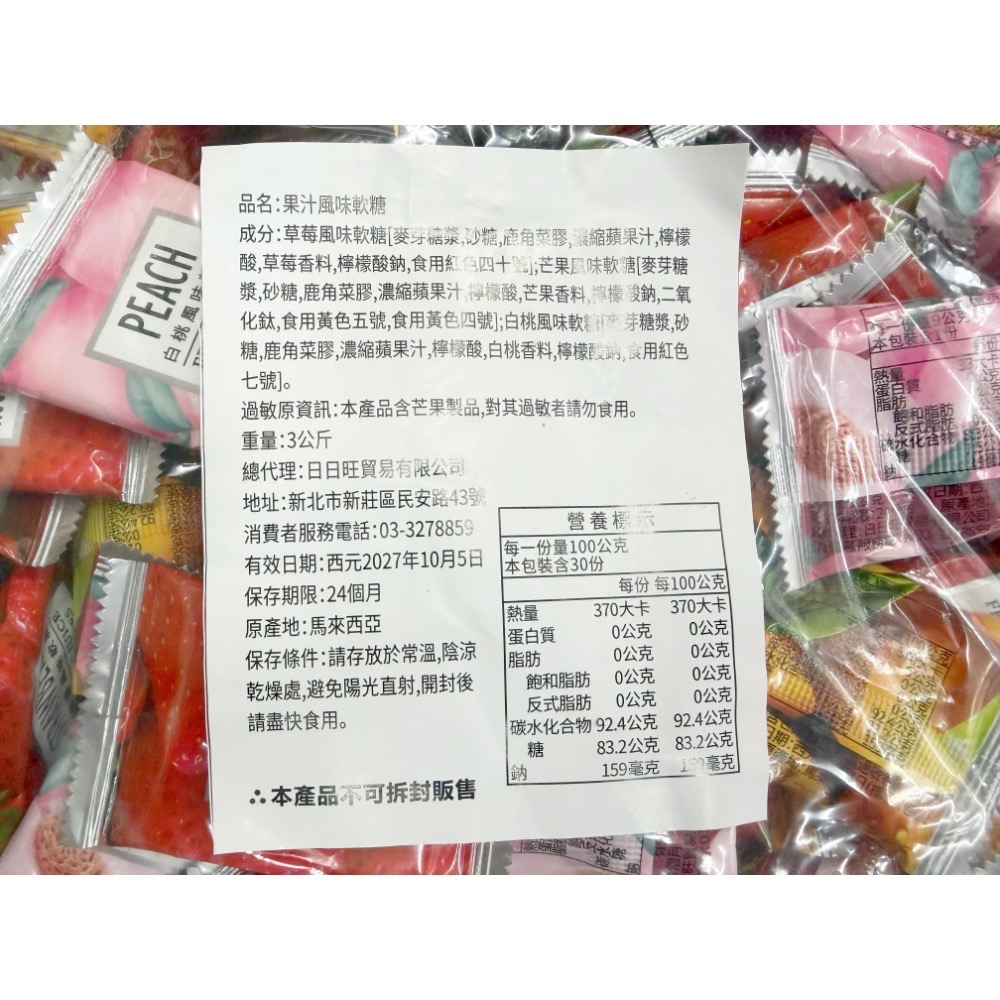 品名:果汁風味軟糖
成分:草莓風味軟糖[麥芽糖漿,砂糖,鹿角菜膠,濃縮蘋果汁,檸檬
酸,草莓香料,檸檬酸鈉,食用紅色四十號];芒果風味軟糖[麥芽糖
漿,砂糖,鹿角菜膠,濃縮蘋果汁,檸檬酸,芒果香料,檸檬酸鈉,二氧
化鈦,食用黃色五號,食用黃色四號];白桃風味軟糖[麥芽糖漿,砂
糖,鹿角菜膠,濃縮蘋果汁,檸檬酸,白桃香料,檸檬酸鈉,食用紅色
七號]。
過敏原資訊:本產品含芒果製品,對其過敏者請勿食用。
重量:3公斤
總代理:日日旺貿易有限公司
地址:新北市新莊區民安路43號
消費者服務電話:03-3278859
有效日期:西元2027年10月5日
保存期限:24個月
原產地:馬來西亞
保存條件:請存放於常溫,陰涼
乾燥處,避免陽光直射,開封後
請盡快食用。
∴本產品不可拆封販售
營養標示
每一份量100公克
本包裝含30份
每份 每100公克
熱量 370大卡 370大卡
蛋白質 0公克 0公克
脂肪 0公克 0公克
飽和脂肪 0公克 0公克
反式脂肪 0公克 0公克
碳水化合物 92.4公克 92.4公克
糖 83.2公克 83.2公克
鈉 159毫克 159毫克
PEACH
白桃風味